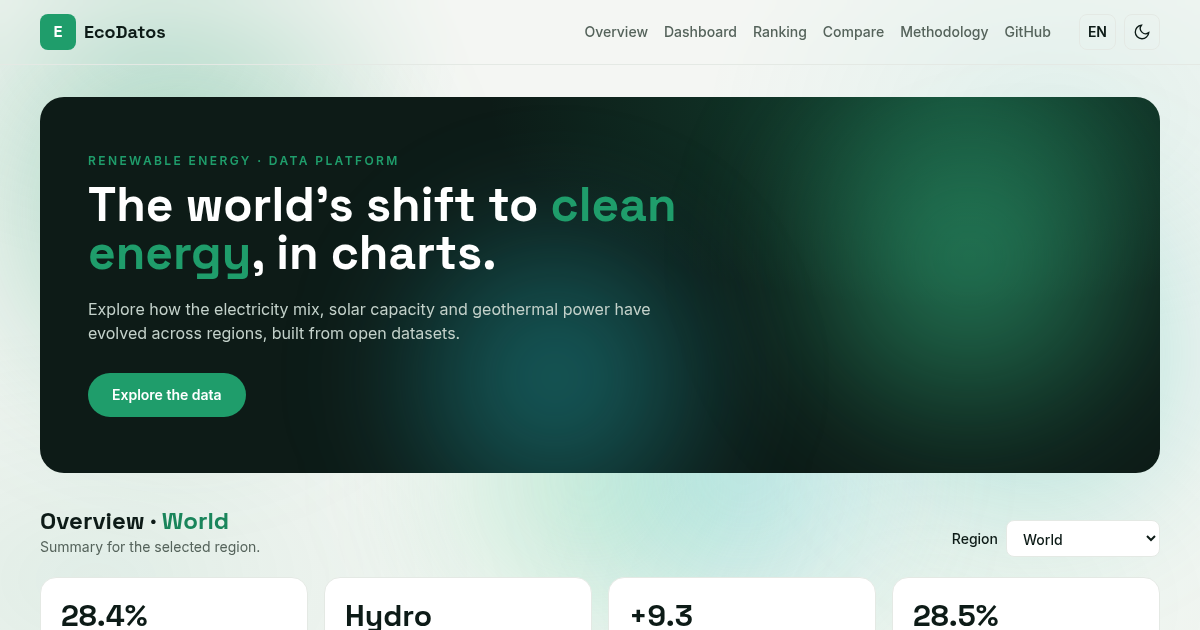 E
EcoDatos
Overview
Dashboard
Ranking
Compare
Methodology
GitHub
EN
RENEWABLE ENERGY · DATA PLATFORM
The world’s shift to clean
energy, in charts.
Explore how the electricity mix, solar capacity and geothermal power have
evolved across regions, built from open datasets.
Explore the data
Overview · World
Summary for the selected region.
Region
World
28.4%
Hydro
+9.3
28.5%